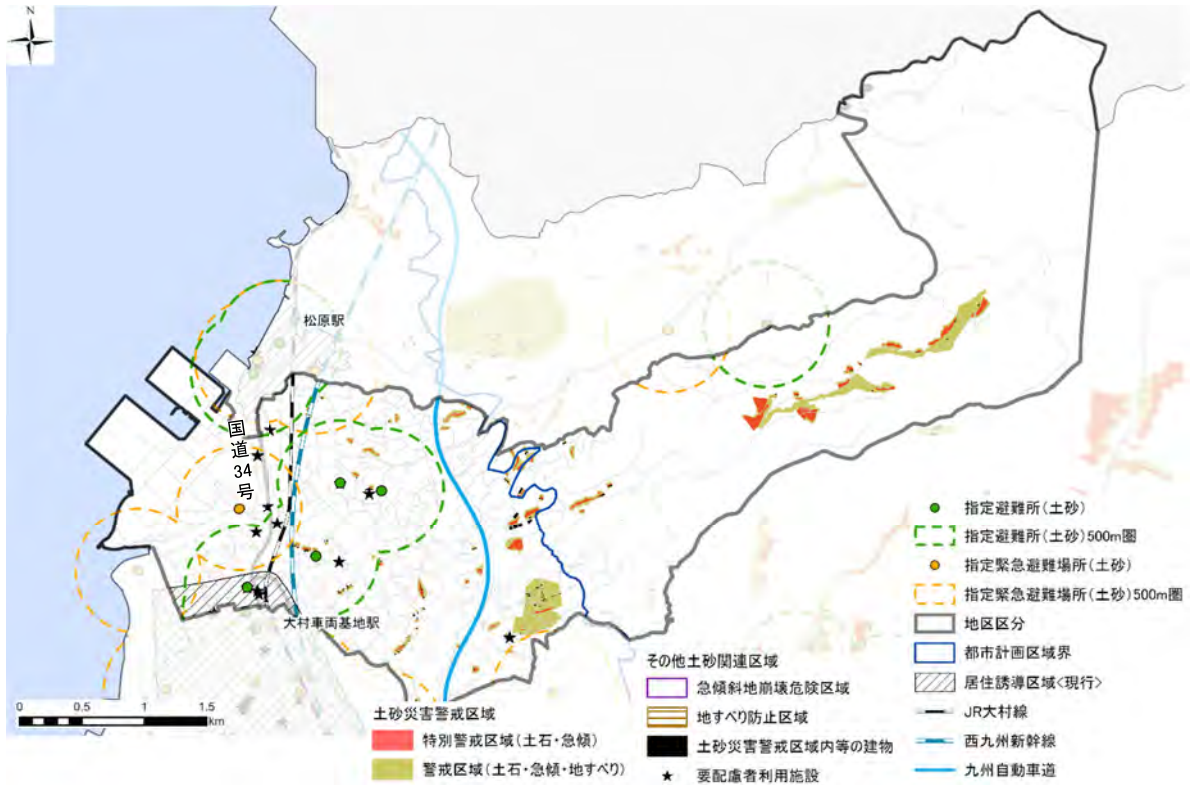 N
松原駅
国道34号
大村車両基地駅
0 0.5 1 1.5
km
土砂災害警戒区域
特別警戒区域(土石・急傾)
警戒区域(土石・急傾・地すべり)
その他土砂関連区域
急傾斜地崩壊危険区域
地すべり防止区域
土砂災害警戒区域内等の建物
要配慮者利用施設
指定避難所(土砂)
指定避難所(土砂)500m圏
指定緊急避難場所(土砂)
指定緊急避難場所(土砂)500m圏
地区区分
都市計画区域界
居住誘導区域<現行>
JR大村線
西九州新幹線
九州自動車道